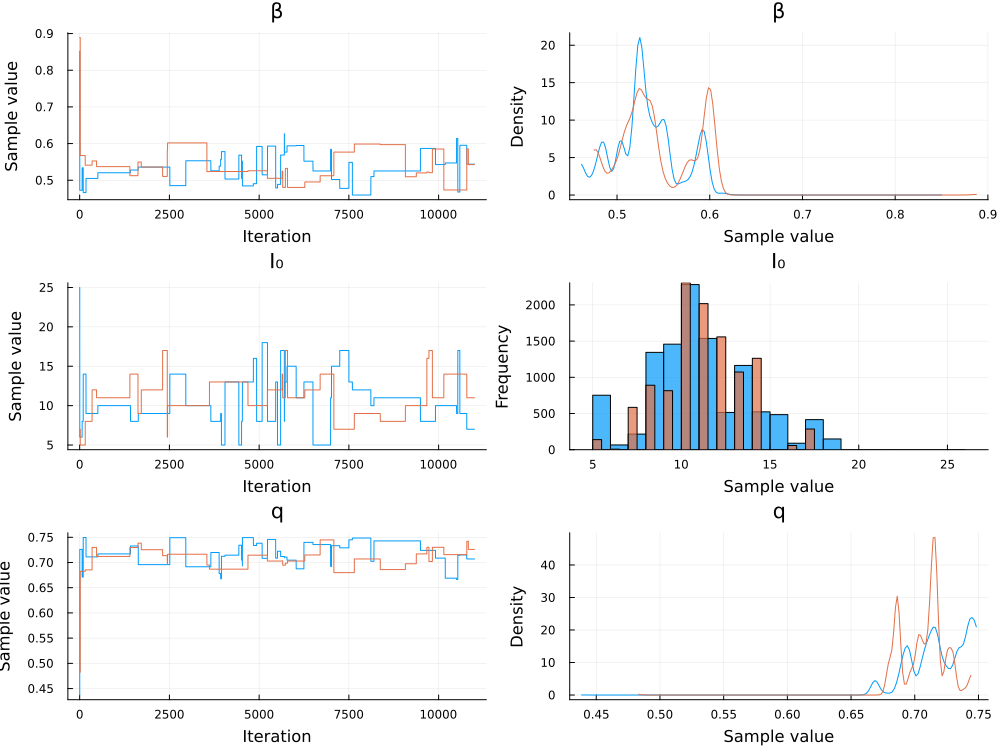 β
Sample value
0.9
0.8
0.7
0.6
0.5
0 2500 5000 7500 10000
Iteration
β
Density
20
15
10
5
0
0.5 0.6 0.7 0.8 0.9
Sample value
I₀
Sample value
25
20
15
10
5
0 2500 5000 7500 10000
Iteration
I₀
Frequency
2000
1500
1000
500
0
5 10 15 20 25
Sample value
q
Sample value
0.75
0.70
0.65
0.60
0.55
0.50
0.45
0 2500 5000 7500 10000
Iteration
q
Density
40
30
20
10
0
0.45 0.50 0.55 0.60 0.65 0.70 0.75
Sample value